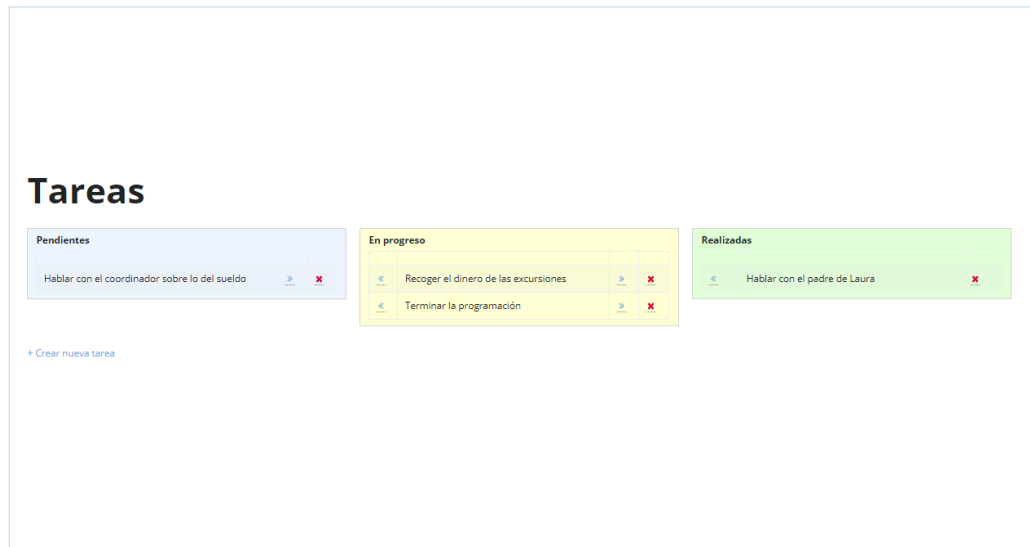 Tareas
Pendientes
Hablar con el coordinador sobre lo del sueldo » ✖
En progreso
« Recoger el dinero de las excursiones » ✖
« Terminar la programación » ✖
Realizadas
« Hablar con el padre de Laura ✖
+ Crear nueva tarea